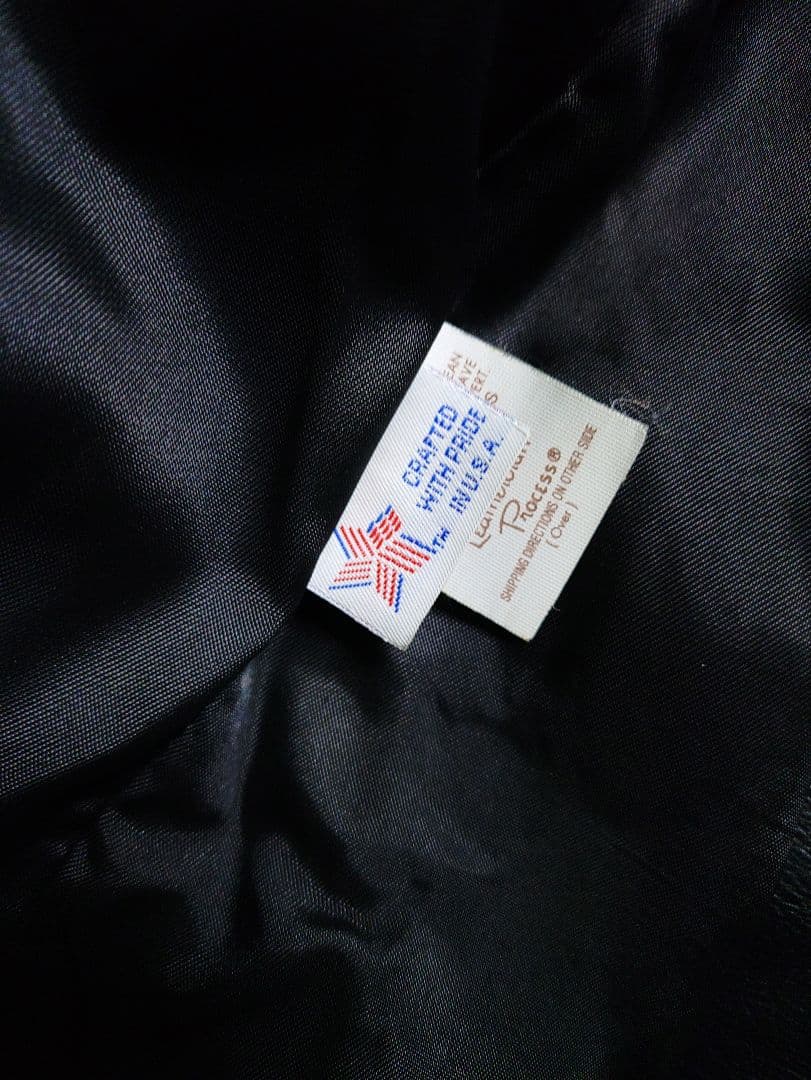 CRAFTED
WITH PRIDE
IN U.S.A.
TM
PROCESS®
SHIPPING DIRECTIONS ON OTHER SIDE
(Over)